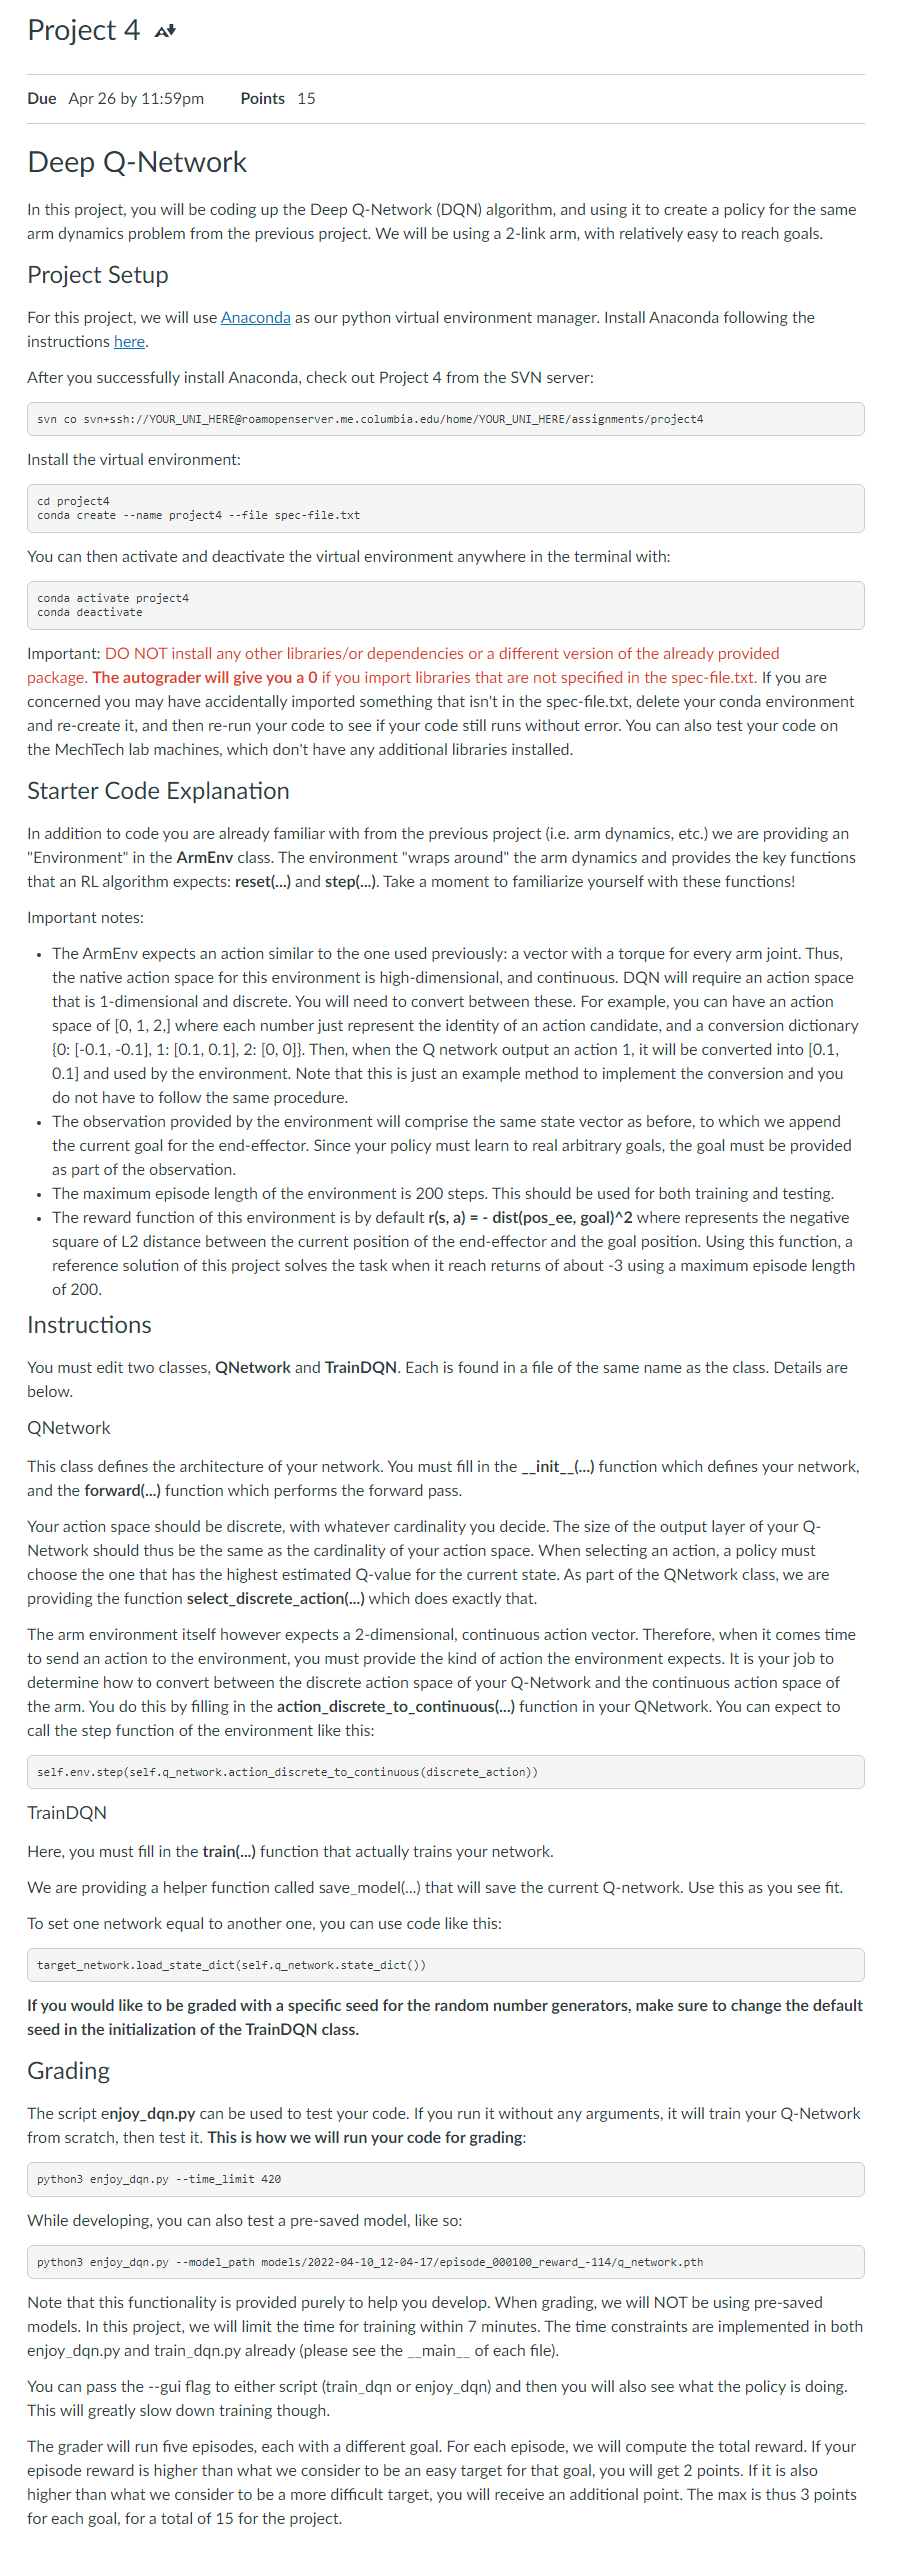 Project 4
Due Apr 26 by 11:59pm Points 15
Deep Q-Network
In this project, you will be coding up the Deep Q-Network (DQN) algorithm, and using it to create a policy for the same
arm dynamics problem from the previous project. We will be using a 2-link arm, with relatively easy to reach goals.
Project Setup
For this project, we will use Anaconda as our python virtual environment manager. Install Anaconda following the
instructions here.
After you successfully install Anaconda, check out Project 4 from the SVN server:
svn co svn+ssh://YOUR_UNI_HERE@roamopenserver.me.columbia.edu/home/YOUR_UNI_HERE/assignments/project4
Install the virtual environment:
cd project4
conda create --name project4 --file spec-file.txt
You can then activate and deactivate the virtual environment anywhere in the terminal with:
conda activate project4
conda deactivate
Important: DO NOT install any other libraries/or dependencies or a different version of the already provided
package. The autograder will give you a 0 if you import libraries that are not specified in the spec-file.txt. If you are
concerned you may have accidentally imported something that isn't in the spec-file.txt, delete your conda environment
and re-create it, and then re-run your code to see if your code still runs without error. You can also test your code on
the MechTech lab machines, which don't have any additional libraries installed.
Starter Code Explanation
In addition to code you are already familiar with from the previous project (i.e. arm dynamics, etc.) we are providing an
"Environment" in the ArmEnv class. The environment "wraps around" the arm dynamics and provides the key functions
that an RL algorithm expects: reset(...) and step(...). Take a moment to familiarize yourself with these functions!
Important notes:
• The ArmEnv expects an action similar to the one used previously: a vector with a torque for every arm joint. Thus,
the native action space for this environment is high-dimensional, and continuous. DQN will require an action space
that is 1-dimensional and discrete. You will need to convert between these. For example, you can have an action
space of [0, 1, 2,] where each number just represent the identity of an action candidate, and a conversion dictionary
{0: [-0.1, -0.1], 1: [0.1, 0.1], 2: [0, 0]}. Then, when the Q network output an action 1, it will be converted into [0.1,
0.1] and used by the environment. Note that this is just an example method to implement the conversion and you
do not have to follow the same procedure.
• The observation provided by the environment will comprise the same state vector as before, to which we append
the current goal for the end-effector. Since your policy must learn to real arbitrary goals, the goal must be provided
as part of the observation.
• The maximum episode length of the environment is 200 steps. This should be used for both training and testing.
• The reward function of this environment is by default r(s, a) = - dist(pos_ee, goal)^2 where represents the negative
square of L2 distance between the current position of the end-effector and the goal position. Using this function, a
reference solution of this project solves the task when it reach returns of about -3 using a maximum episode length
of 200.
Instructions
You must edit two classes, QNetwork and TrainDQN. Each is found in a file of the same name as the class. Details are
below.
QNetwork
This class defines the architecture of your network. You must fill in the __init__(...) function which defines your network,
and the forward(...) function which performs the forward pass.
Your action space should be discrete, with whatever cardinality you decide. The size of the output layer of your Q-
Network should thus be the same as the cardinality of your action space. When selecting an action, a policy must
choose the one that has the highest estimated Q-value for the current state. As part of the QNetwork class, we are
providing the function select_discrete_action(...) which does exactly that.
The arm environment itself however expects a 2-dimensional, continuous action vector. Therefore, when it comes time
to send an action to the environment, you must provide the kind of action the environment expects. It is your job to
determine how to convert between the discrete action space of your Q-Network and the continuous action space of
the arm. You do this by filling in the action_discrete_to_continuous(...) function in your QNetwork. You can expect to
call the step function of the environment like this:
self.env.step(self.q_network.action_discrete_to_continuous(discrete_action))
TrainDQN
Here, you must fill in the train(...) function that actually trains your network.
We are providing a helper function called save_model(...) that will save the current Q-network. Use this as you see fit.
To set one network equal to another one, you can use code like this:
target_network.load_state_dict(self.q_network.state_dict())
If you would like to be graded with a specific seed for the random number generators, make sure to change the default
seed in the initialization of the TrainDQN class.
Grading
The script enjoy_dqn.py can be used to test your code. If you run it without any arguments, it will train your Q-Network
from scratch, then test it. This is how we will run your code for grading:
python3 enjoy_dqn.py --time_limit 420
While developing, you can also test a pre-saved model, like so:
python3 enjoy_dqn.py --model_path models/2022-04-10_12-04-17/episode_000100_reward_-114/q_network.pth
Note that this functionality is provided purely to help you develop. When grading, we will NOT be using pre-saved
models. In this project, we will limit the time for training within 7 minutes. The time constraints are implemented in both
enjoy_dqn.py and train_dqn.py already (please see the __main__ of each file).
You can pass the --gui flag to either script (train_dqn or enjoy_dqn) and then you will also see what the policy is doing.
This will greatly slow down training though.
The grader will run five episodes, each with a different goal. For each episode, we will compute the total reward. If your
episode reward is higher than what we consider to be an easy target for that goal, you will get 2 points. If it is also
higher than what we consider to be a more difficult target, you will receive an additional point. The max is thus 3 points
for each goal, for a total of 15 for the project.